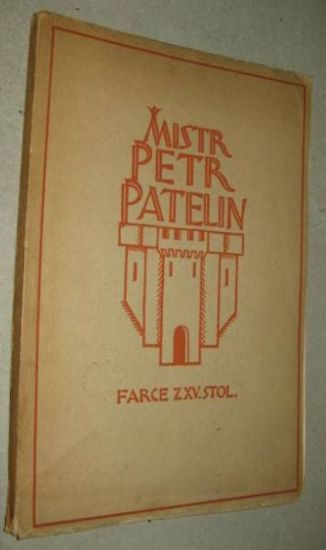 MISTR
PETR
PATELIN
FARCE Z XV. STOL.